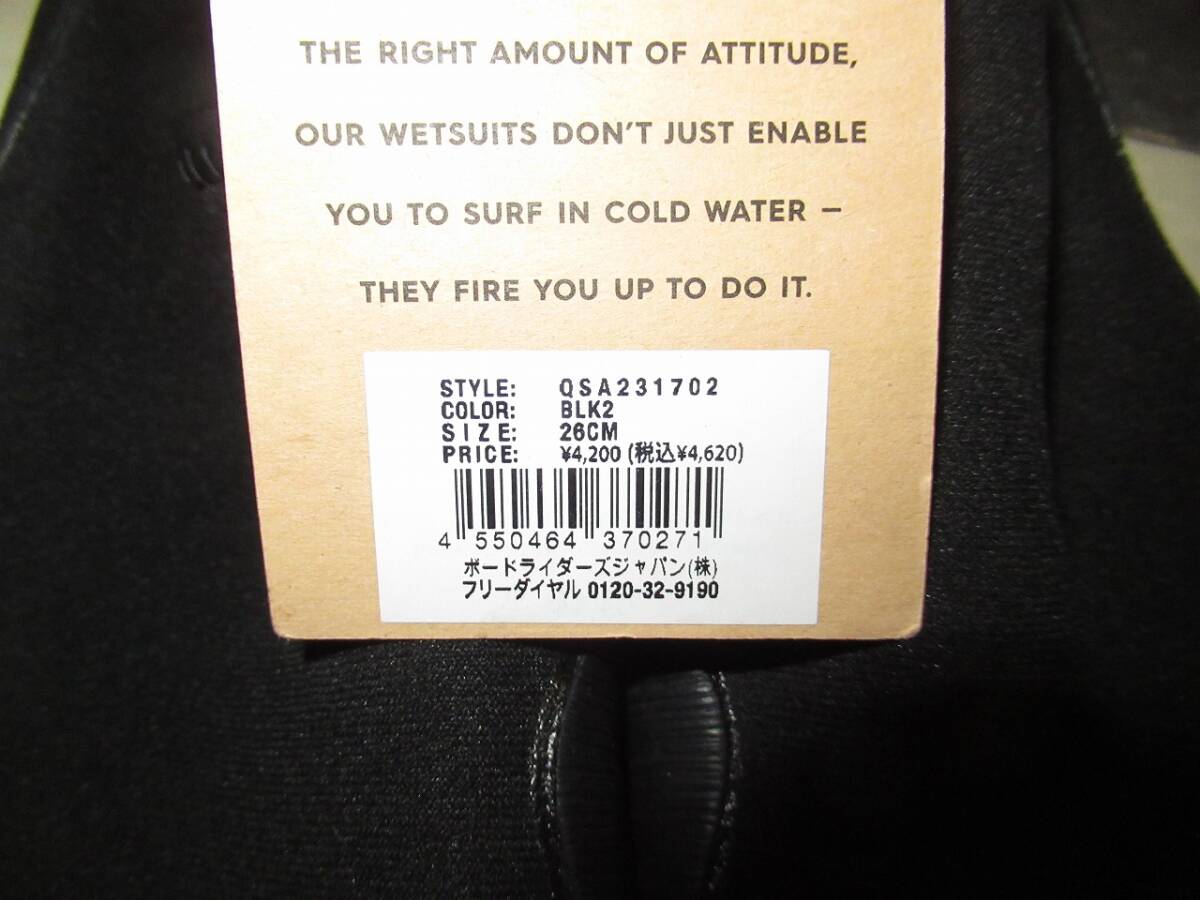 THE RIGHT AMOUNT OF ATTITUDE,
OUR WETSUITS DON'T JUST ENABLE
YOU TO SURF IN COLD WATER –
THEY FIRE YOU UP TO DO IT.
STYLE: QSA231702
COLOR: BLK2
SIZE: 26CM
PRICE: ¥4,200 (税込¥4,620)
4 550464 370271
ボードライダーズジャパン(株)
フリーダイヤル 0120-32-9190